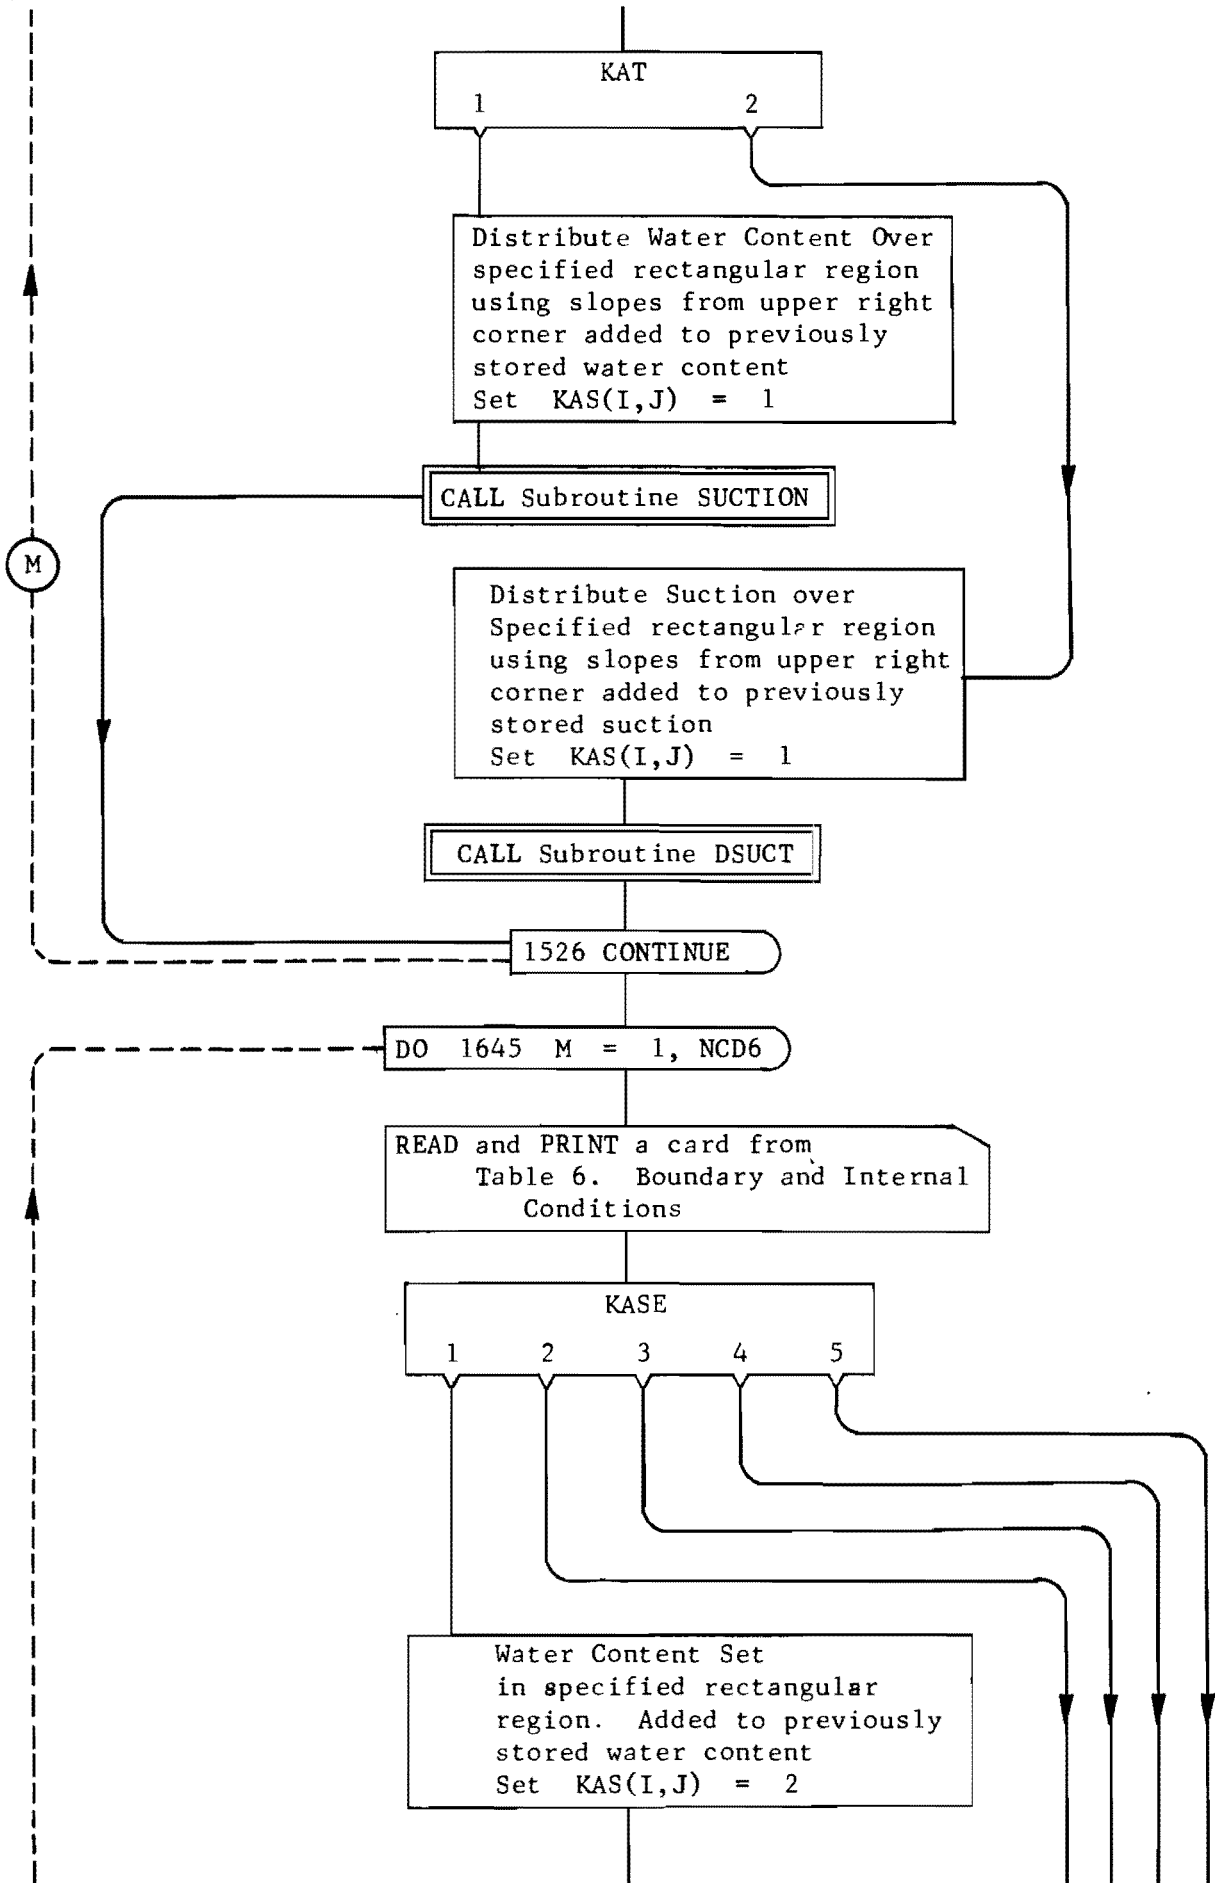 KAT
1 2
Distribute Water Content Over
specified rectangular region
using slopes from upper right
corner added to previously
stored water content
Set KAS(I,J) = 1
CALL Subroutine SUCTION
M
Distribute Suction over
Specified rectangular region
using slopes from upper right
corner added to previously
stored suction
Set KAS(I,J) = 1
CALL Subroutine DSUCT
1526 CONTINUE
DO 1645 M = 1, NCD6
READ and PRINT a card from
Table 6. Boundary and Internal
Conditions
KASE
1 2 3 4 5
Water Content Set
in specified rectangular
region. Added to previously
stored water content
Set KAS(I,J) = 2